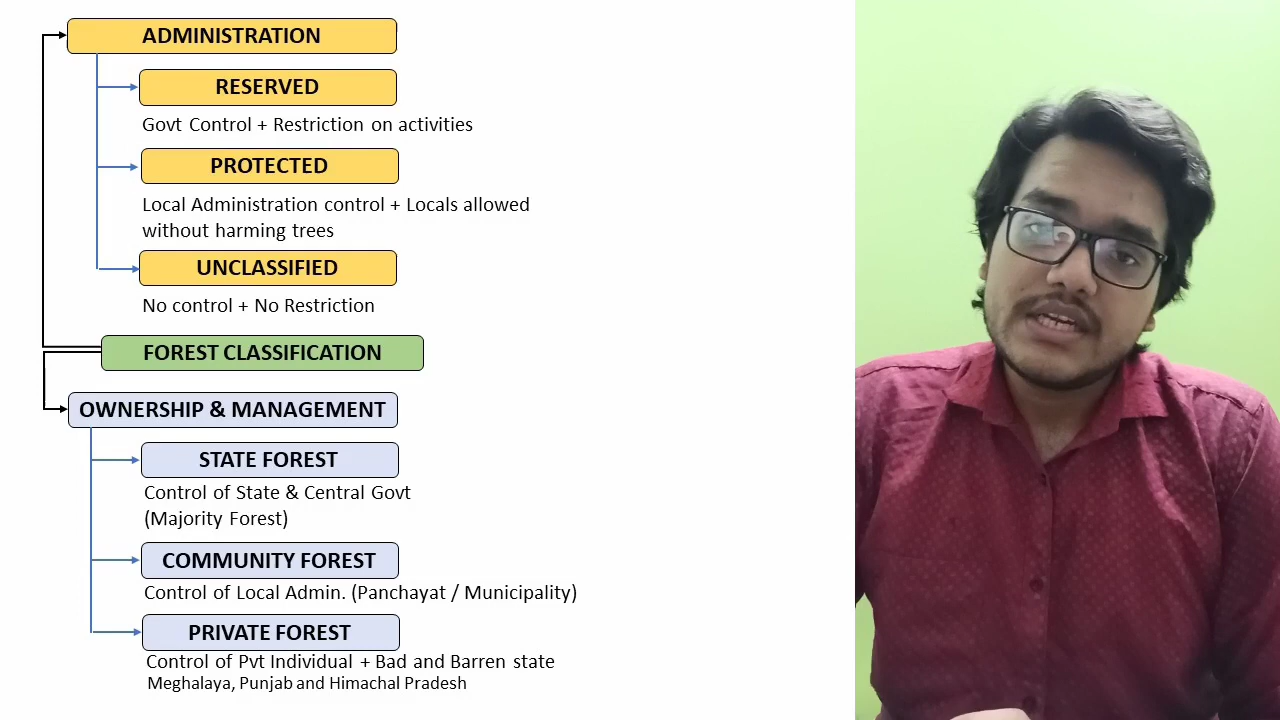 ADMINISTRATION
RESERVED
Govt Control + Restriction on activities
PROTECTED
Local Administration control + Locals allowed
without harming trees
UNCLASSIFIED
No control + No Restriction
FOREST CLASSIFICATION
OWNERSHIP & MANAGEMENT
STATE FOREST
Control of State & Central Govt
(Majority Forest)
COMMUNITY FOREST
Control of Local Admin. (Panchayat / Municipality)
PRIVATE FOREST
Control of Pvt Individual + Bad and Barren state
Meghalaya, Punjab and Himachal Pradesh